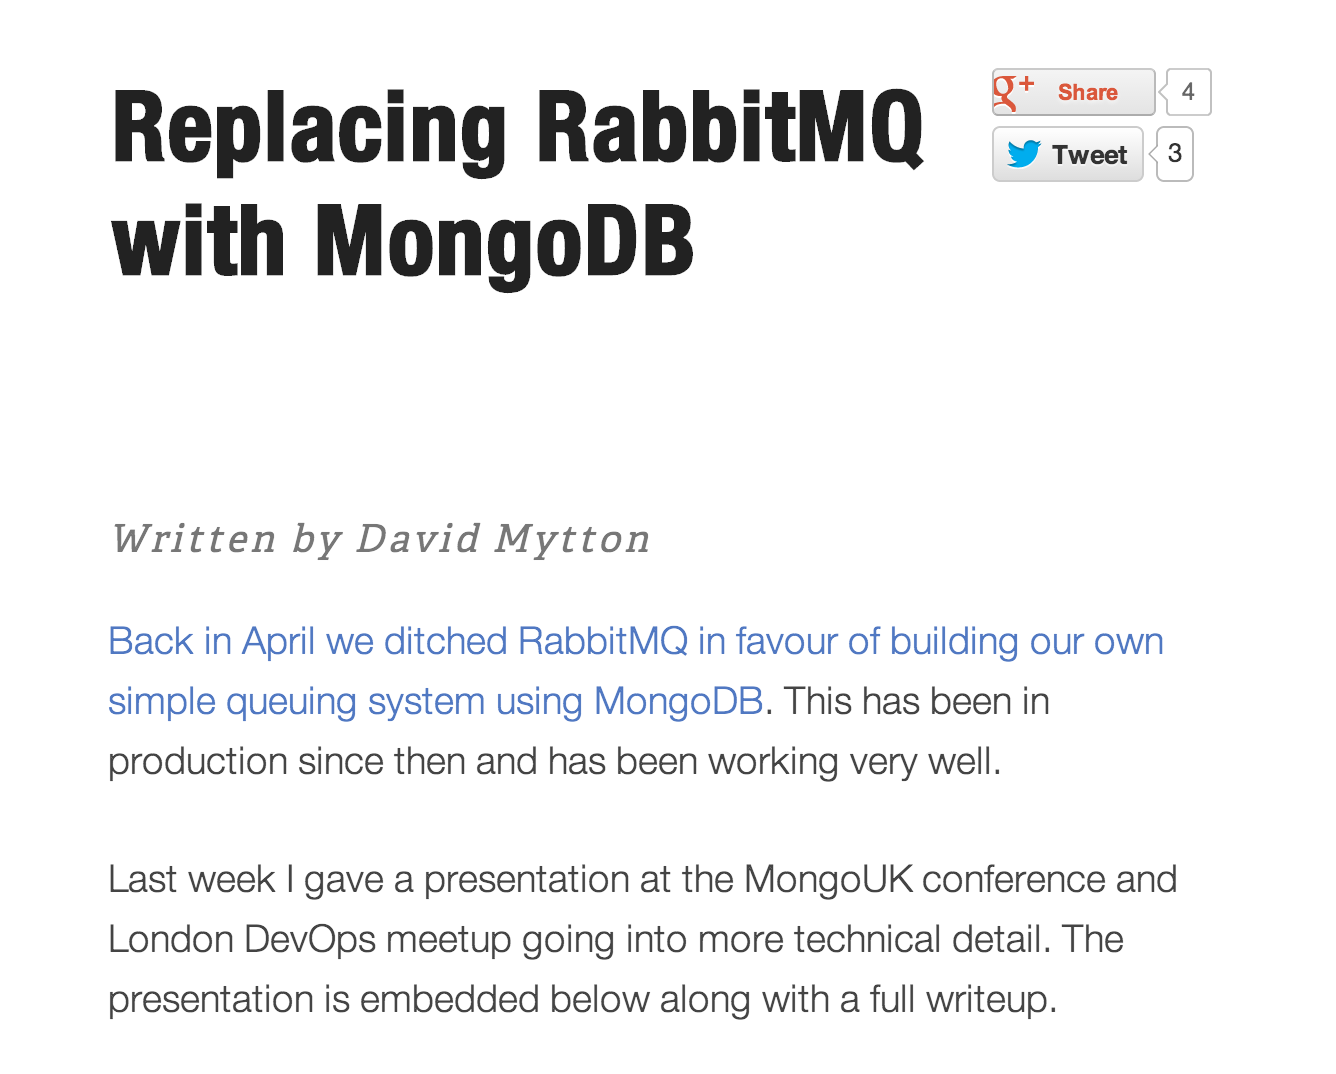 Replacing RabbitMQ
with MongoDB
g+ Share 4
Tweet 3
Written by David Mytton
Back in April we ditched RabbitMQ in favour of building our own
simple queuing system using MongoDB. This has been in
production since then and has been working very well.
Last week I gave a presentation at the MongoUK conference and
London DevOps meetup going into more technical detail. The
presentation is embedded below along with a full writeup.